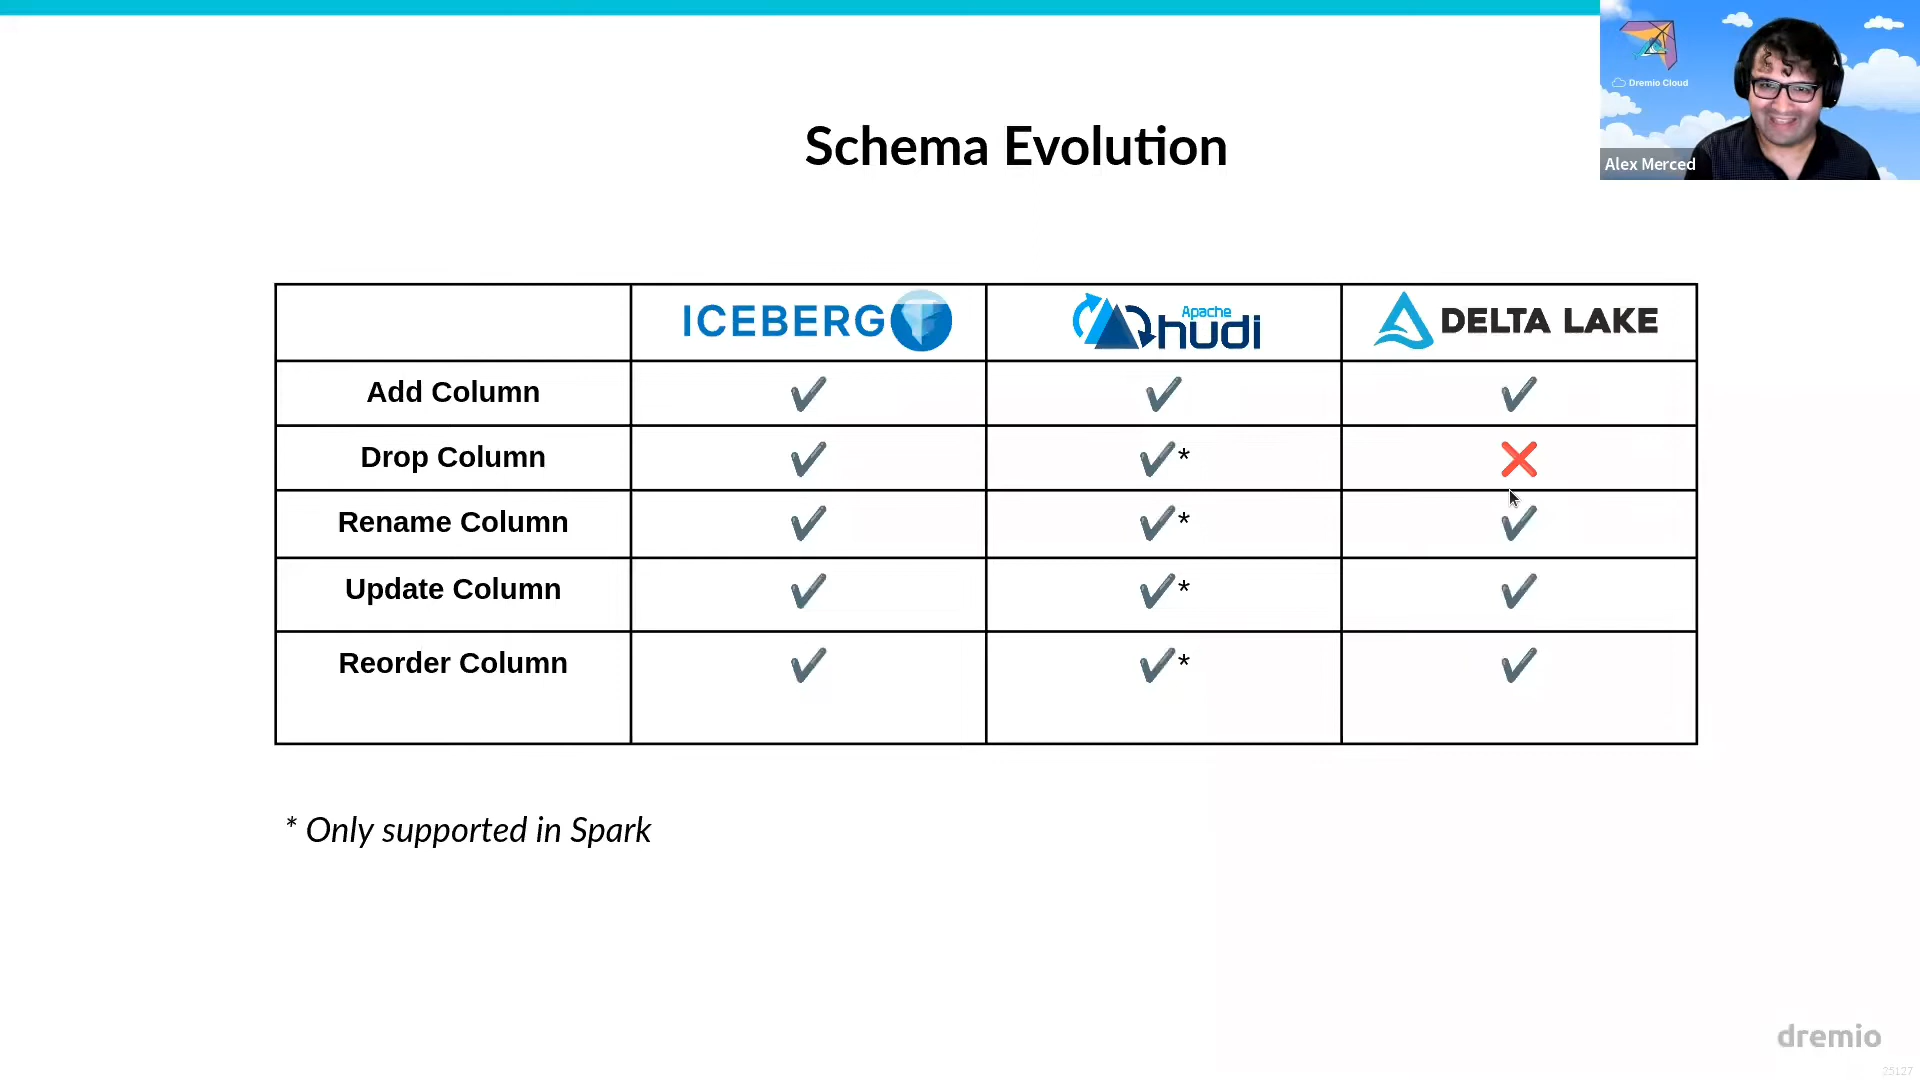 Dremio Cloud
Alex Merced
Schema Evolution
ICEBERG
Apache
hudi
DELTA LAKE
Add Column ✔ ✔ ✔
Drop Column ✔ ✔* ❌
Rename Column ✔ ✔* ✔
Update Column ✔ ✔* ✔
Reorder Column ✔ ✔* ✔
* Only supported in Spark
dremio
25127